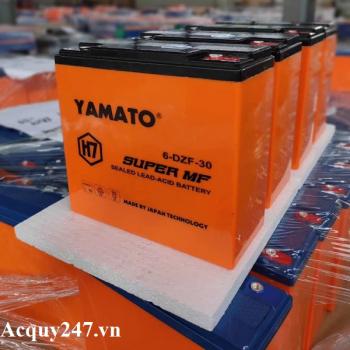 YAMATO®
H7
6-DZF-30
SUPER MF
SEALED LEAD-ACID BATTERY
MADE BY JAPAN TECHNOLOGY
Acquy247.vn